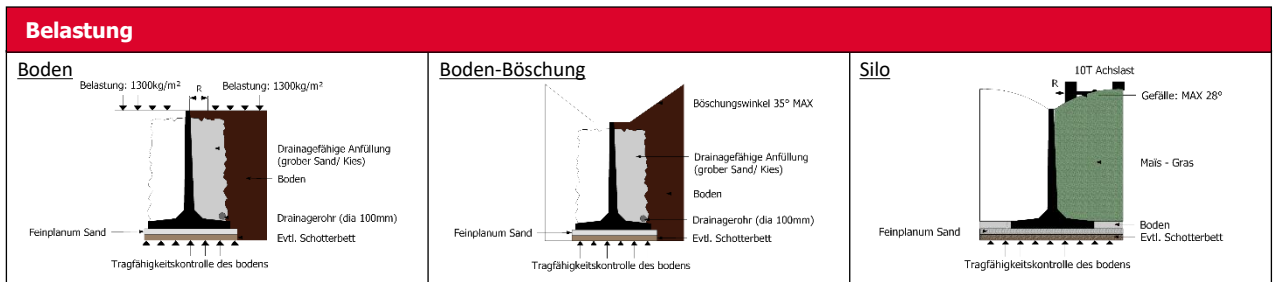 Belastung
Boden
Belastung: 1300kg/m²
R
Belastung: 1300kg/m²
Drainagefähige Anfüllung
(grober Sand/ Kies)
Boden
Drainagerohr (dia 100mm)
Feinplanum Sand
Evtl. Schotterbett
Tragfähigkeitskontrolle des bodens
Boden-Böschung
Böschungswinkel 35° MAX
Drainagefähige Anfüllung
(grober Sand/ Kies)
Boden
Drainagerohr (dia 100mm)
Feinplanum Sand
Evtl. Schotterbett
Tragfähigkeitskontrolle des bodens
Silo
10T Achslast
R
Gefälle: MAX 28°
Maïs - Gras
Boden
Feinplanum Sand
Evtl. Schotterbett
Tragfähigkeitskontrolle des bodens